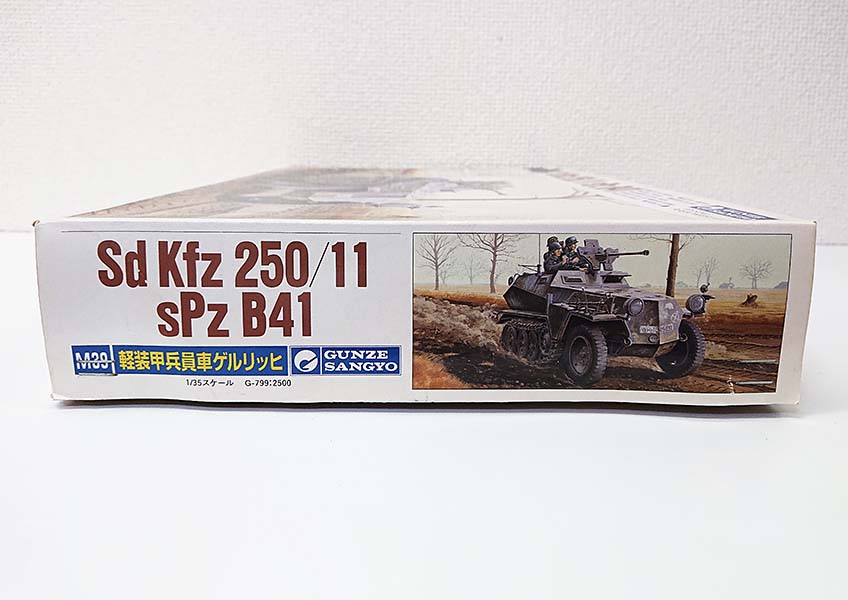 Sd Kfz 250/11
sPz B41
M39 軽装甲兵員車ゲルリッヒ GUNZE SANGYO
1/35スケール G-799:2500